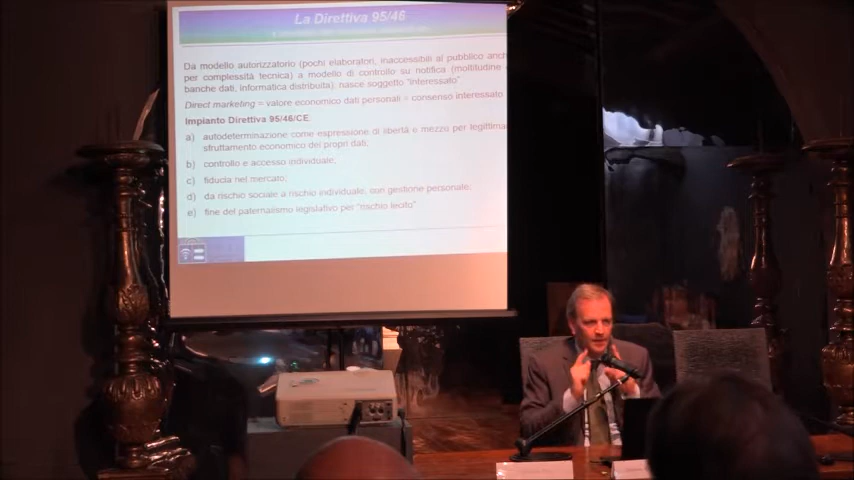 La Direttiva 95/46
Da modello autorizzatorio (pochi elaboratori, inaccessibili al pubblico anch
per complessità tecnica) a modello di controllo su notifica (moltitudine
banche dati, informatica distribuita), nasce soggetto "interessato".
Direct marketing = valore economico dati personali = consenso interessato
Impianto Direttiva 95/46/CE
a) autodeterminazione come espressione di libertà e mezzo per legittima
sfruttamento economico dei propri dati;
b) controllo e accesso individuale;
c) fiducia nel mercato;
d) da rischio sociale a rischio individuale, con gestione personale;
e) fine del paternalismo legislativo per "rischio lecito"